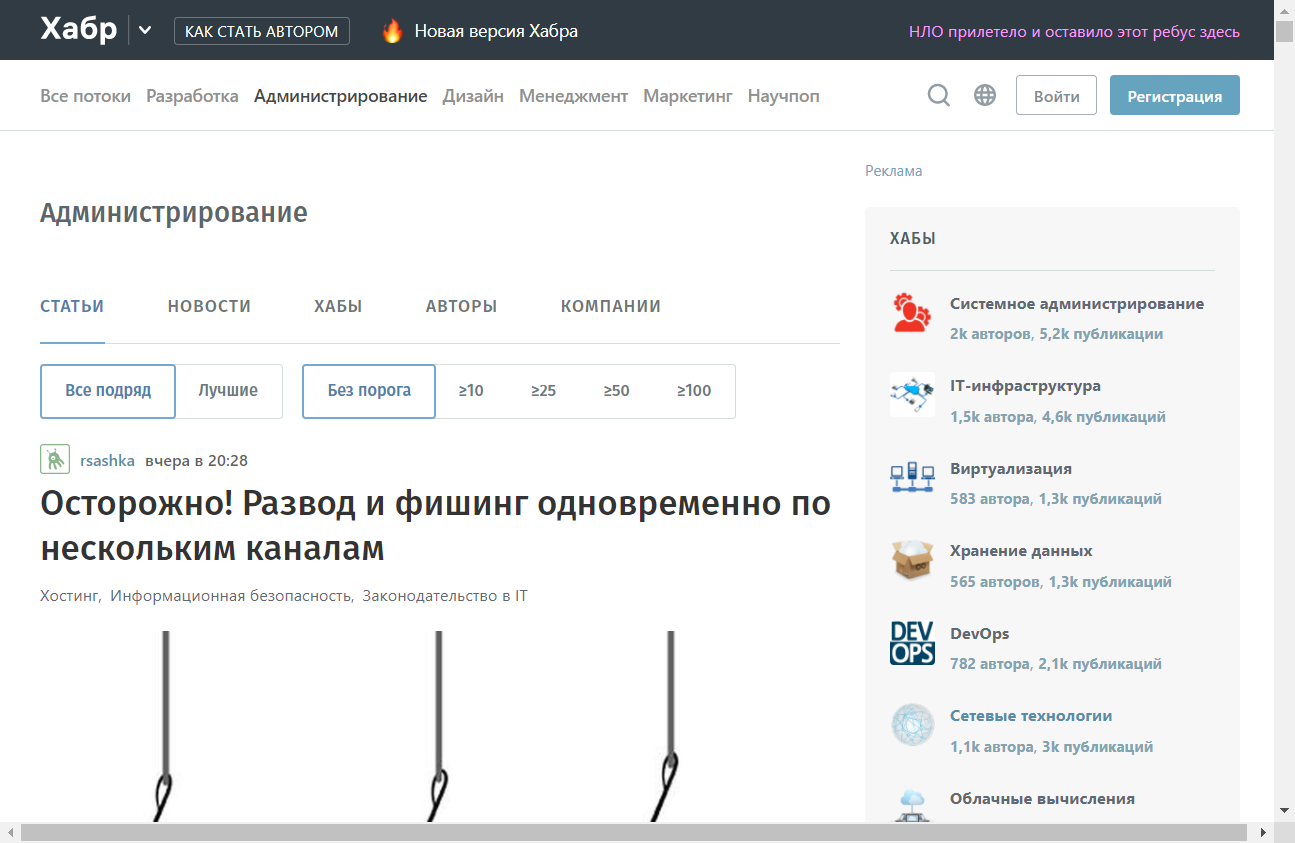 Хабр
КАК СТАТЬ АВТОРОМ
Новая версия Хабра
НЛО прилетело и оставило этот ребус здесь
Все потоки Разработка Администрирование Дизайн Менеджмент Маркетинг Научпоп
Войти
Регистрация
Реклама
Администрирование
СТАТЬИ НОВОСТИ ХАБЫ АВТОРЫ КОМПАНИИ
Все подряд Лучшие Без порога ≥10 ≥25 ≥50 ≥100
rsashka вчера в 20:28
Осторожно! Развод и фишинг одновременно по
нескольким каналам
Хостинг, Информационная безопасность, Законодательство в IT
ХАБЫ
Системное администрирование
2k авторов, 5,2k публикации
IT-инфраструктура
1,5k автора, 4,6k публикаций
Виртуализация
583 автора, 1,3k публикаций
Хранение данных
565 авторов, 1,3k публикаций
DEV
OPS
DevOps
782 автора, 2,1k публикаций
Сетевые технологии
1,1k автора, 3k публикаций
Облачные вычисления